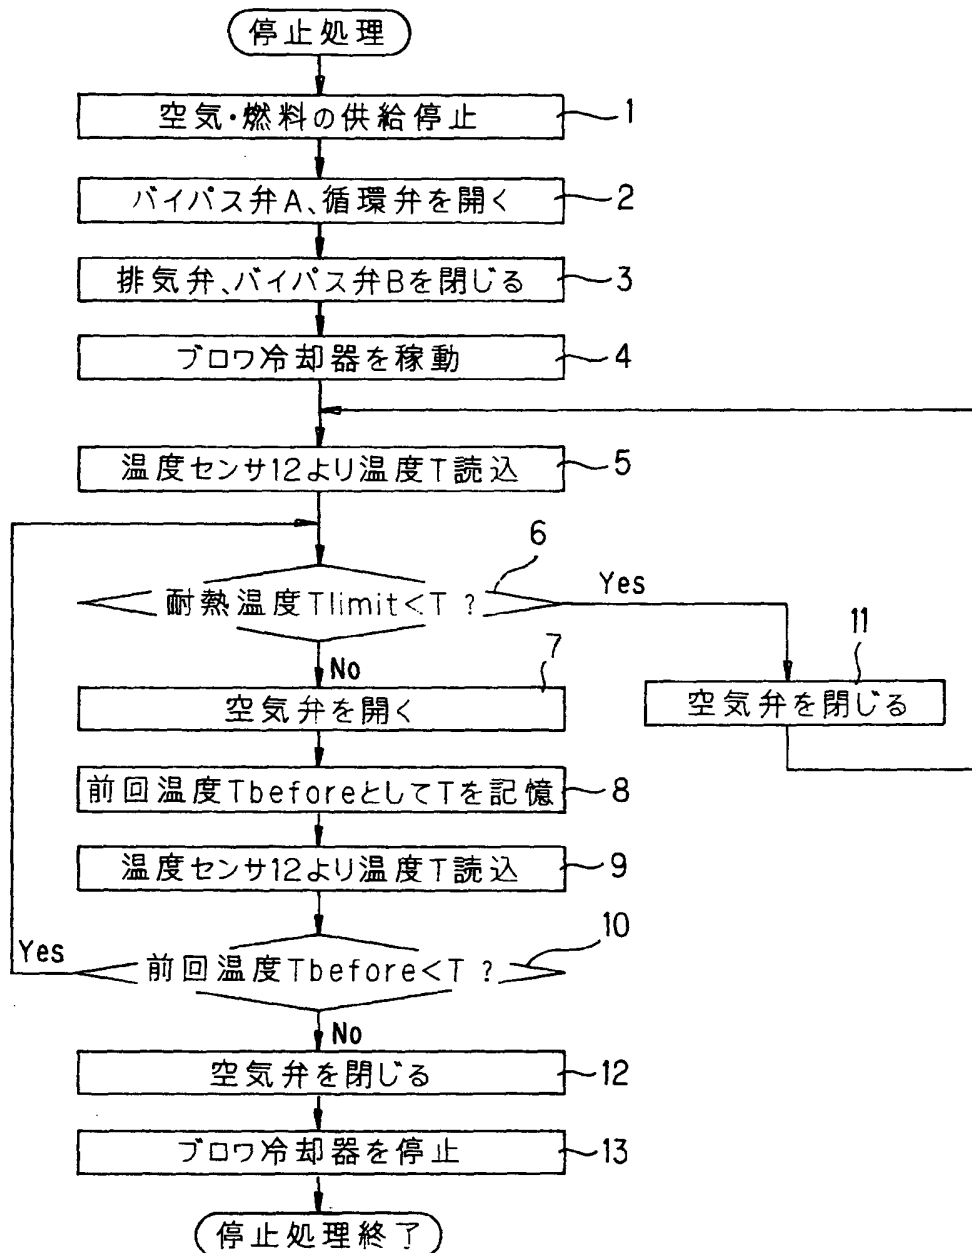 停止処理
空気・燃料の供給停止 1
バイパス弁A、循環弁を開く 2
排気弁、バイパス弁Bを閉じる 3
ブロワ冷却器を稼動 4
温度センサ12より温度T読込 5
6
耐熱温度Tlimit<T ? Yes
No
7
11
空気弁を開く
空気弁を閉じる
前回温度TbeforeとしてTを記憶 8
温度センサ12より温度T読込 9
10
Yes 前回温度Tbefore<T ?
No
空気弁を閉じる 12
ブロワ冷却器を停止 13
停止処理終了